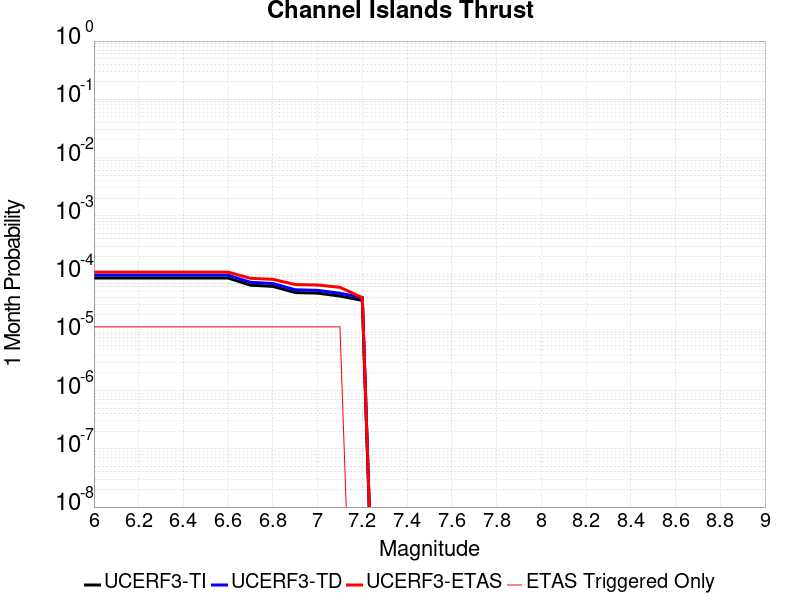 Channel Islands Thrust
1 Month Probability
10^0
10^-1
10^-2
10^-3
10^-4
10^-5
10^-6
10^-7
10^-8
6 6.2 6.4 6.6 6.8 7 7.2 7.4 7.6 7.8 8 8.2 8.4 8.6 8.8 9
Magnitude
UCERF3-TI UCERF3-TD UCERF3-ETAS ETAS Triggered Only